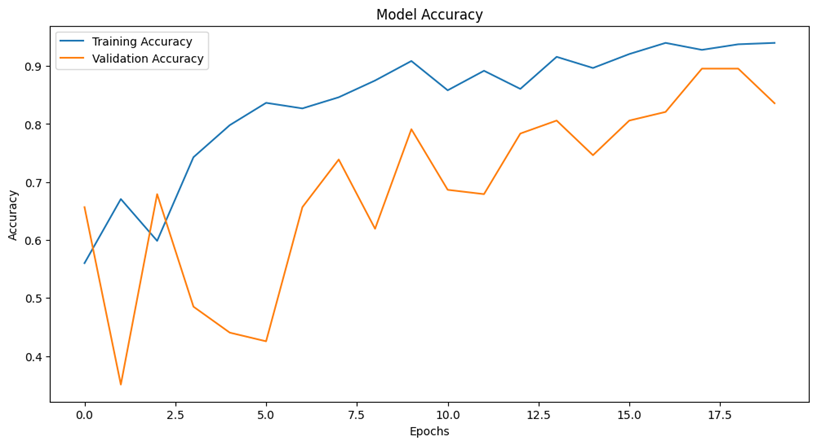 Model Accuracy
Training Accuracy
Validation Accuracy
Accuracy
0.9
0.8
0.7
0.6
0.5
0.4
0.0 2.5 5.0 7.5 10.0 12.5 15.0 17.5
Epochs